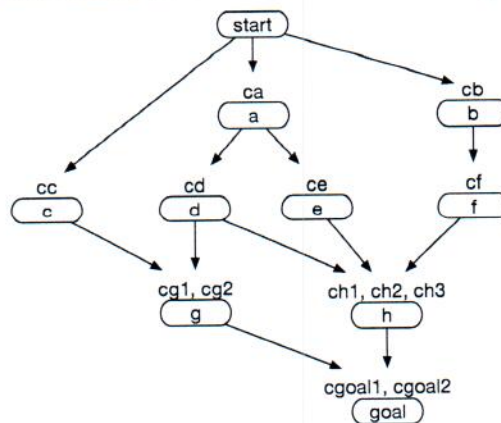 start
ca
a
cb
b
cc
c
cd
d
ce
e
cf
f
cg1, cg2
g
ch1, ch2, ch3
h
cgoal1, cgoal2
goal